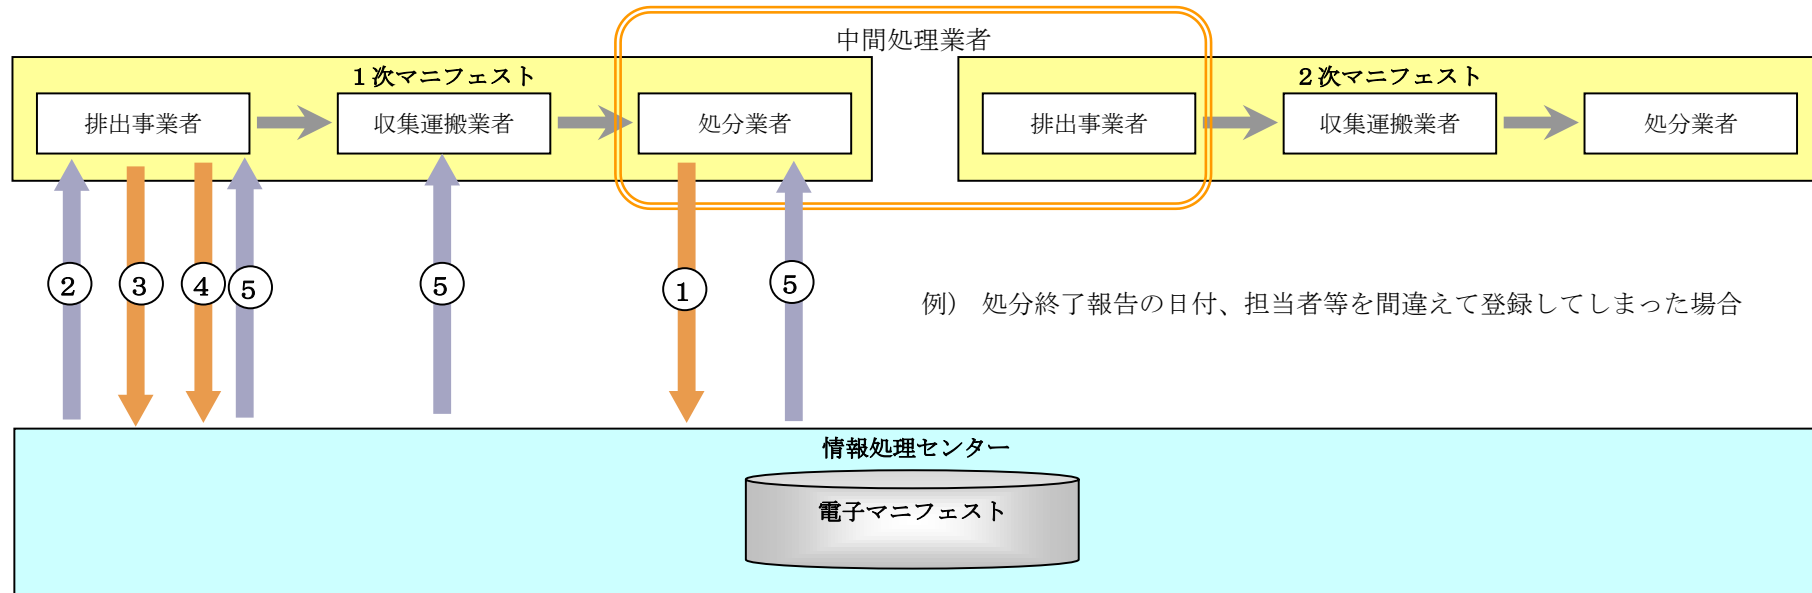 中間処理業者
1次マニフェスト
2次マニフェスト
排出事業者
収集運搬業者
処分業者
排出事業者
収集運搬業者
処分業者
②
③
④
⑤
⑤
①
⑤
例) 処分終了報告の日付、担当者等を間違えて登録してしまった場合
情報処理センター
電子マニフェスト